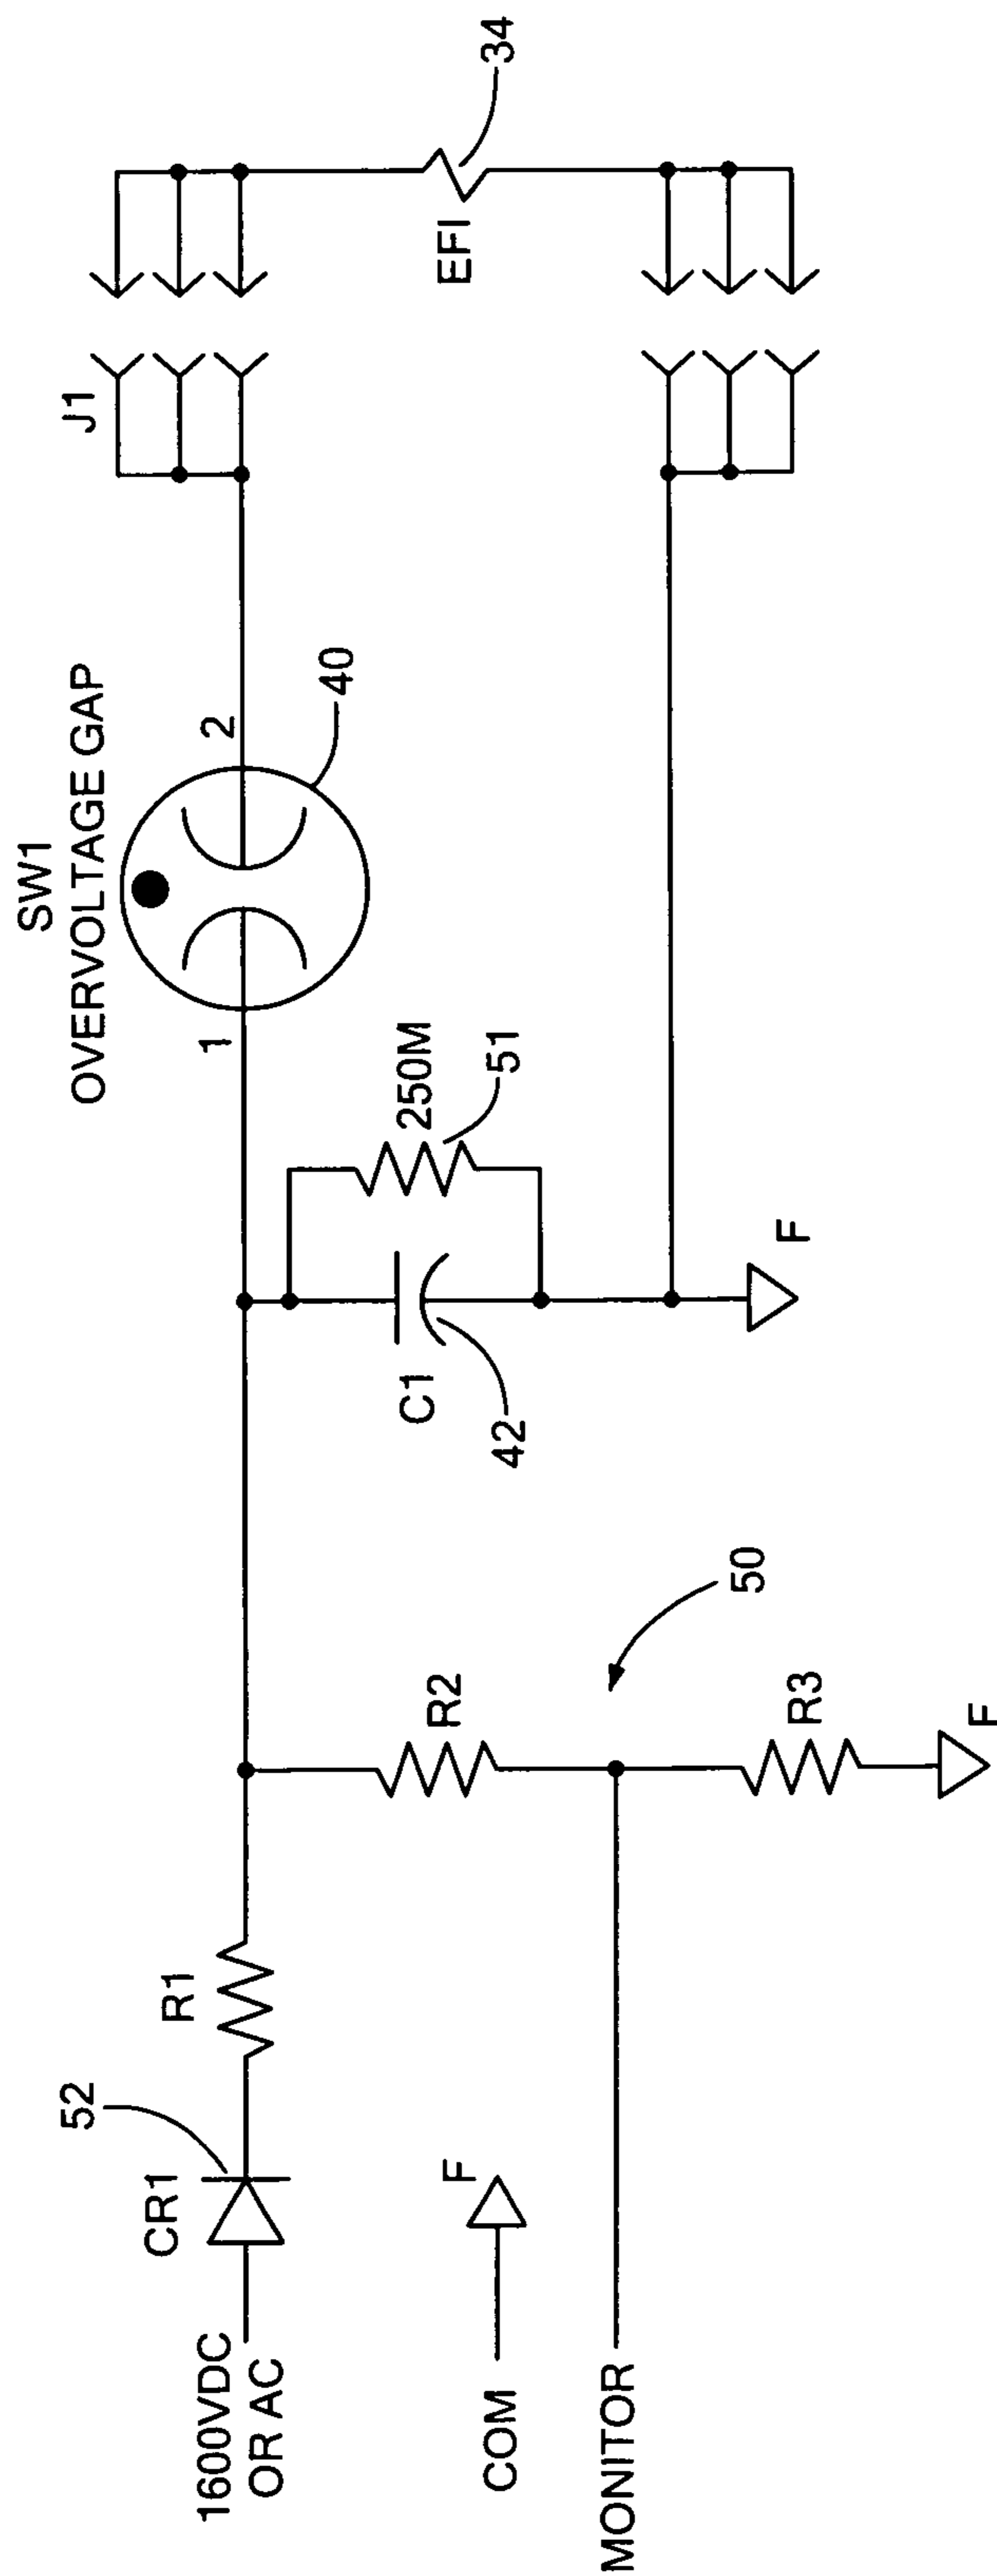 SW1
OVERVOLTAGE GAP
1
2
40
J1
34
EFI
250M
51
C1
42
F
52
CR1
R1
R2
50
R3
F
1600VDC
OR AC
COM
F
MONITOR